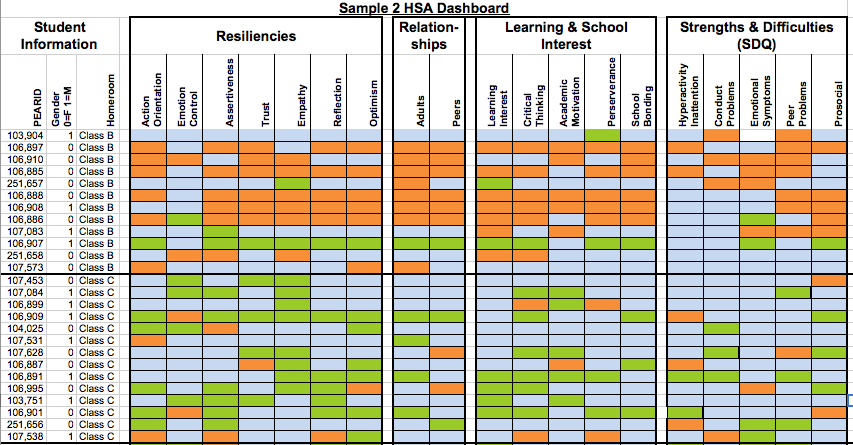 Sample 2 HSA Dashboard
Student
Information
Resiliencies
Relation-
ships
Learning & School
Interest
Strengths & Difficulties
(SDQ)
PEARID
Gender
0=F 1=M
Homeroom
Action
Orientation
Emotion
Control
Assertiveness
Trust
Empathy
Reflection
Optimism
Adults
Peers
Learning
Interest
Critical
Thinking
Academic
Motivation
Perserverance
School
Bonding
Hyperactivity
Inattention
Conduct
Problems
Emotional
Symptoms
Peer
Problems
Prosocial
103,904 1 Class B
106,897 0 Class B
106,910 0 Class B
106,885 0 Class B
251,657 0 Class B
106,888 0 Class B
106,908 1 Class B
106,886 0 Class B
107,083 1 Class B
106,907 1 Class B
251,658 0 Class B
107,573 0 Class B
107,453 0 Class C
107,084 1 Class C
106,899 1 Class C
106,909 1 Class C
104,025 0 Class C
107,531 1 Class C
107,628 0 Class C
106,887 0 Class C
106,891 1 Class C
106,995 0 Class C
103,751 1 Class C
106,901 0 Class C
251,656 0 Class C
107,538 1 Class C